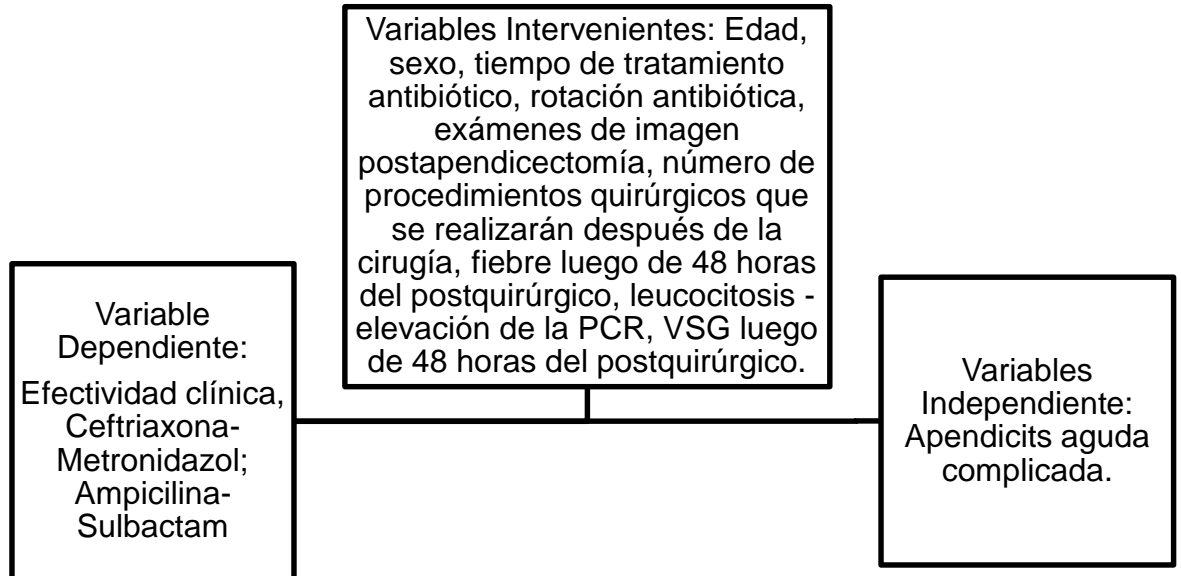 Variables Intervenientes: Edad,
sexo, tiempo de tratamiento
antibiótico, rotación antibiótica,
exámenes de imagen
postapendicectomía, número de
procedimientos quirúrgicos que
se realizarán después de la
cirugía, fiebre luego de 48 horas
del postquirúrgico, leucocitosis -
elevación de la PCR, VSG luego
de 48 horas del postquirúrgico.
Variable
Dependiente:
Efectividad clínica,
Ceftriaxona-
Metronidazol;
Ampicilina-
Sulbactam
Variables
Independiente:
Apendicits aguda
complicada.